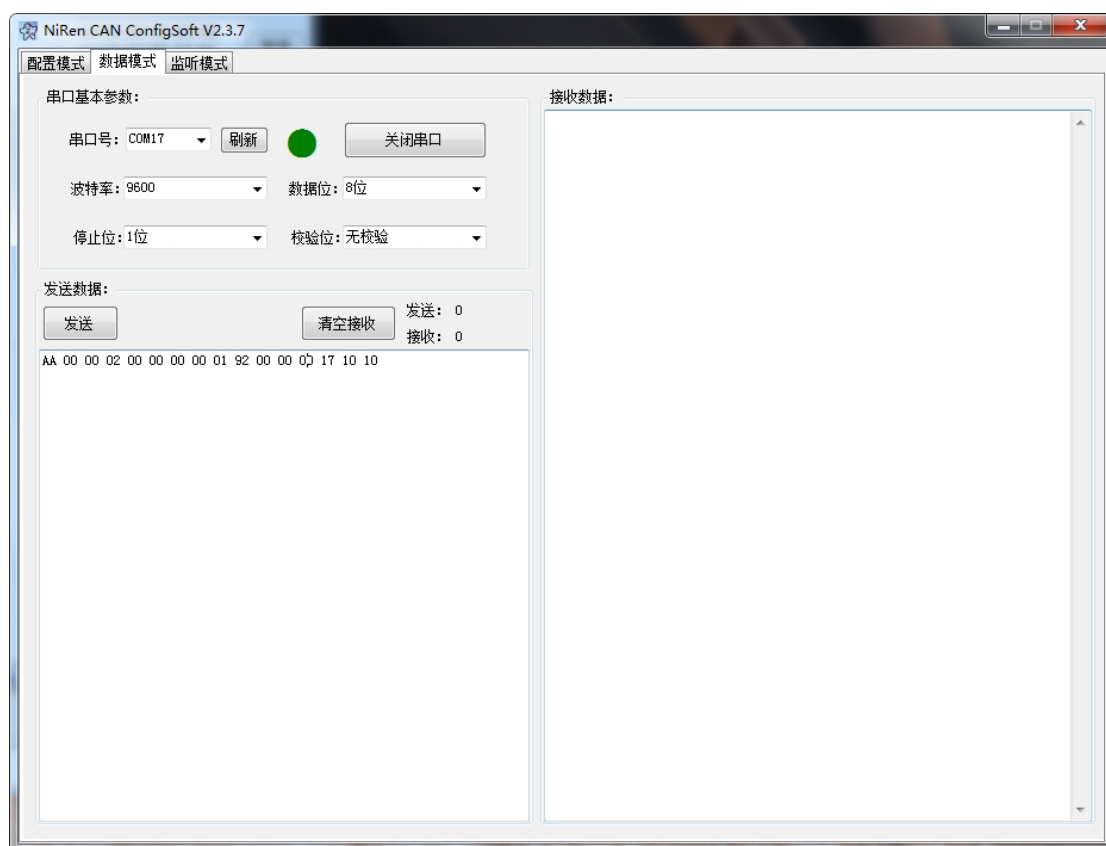 NiRen CAN ConfigSoft V2.3.7
配置模式 数据模式 监听模式
串口基本参数:
串口号: COM17 刷新 关闭串口
波特率: 9600 数据位: 8位
停止位: 1位 校验位: 无校验
发送数据:
发送 清空接收 发送: 0
接收: 0
AA 00 00 02 00 00 00 00 01 92 00 00 17 10 10
接收数据: